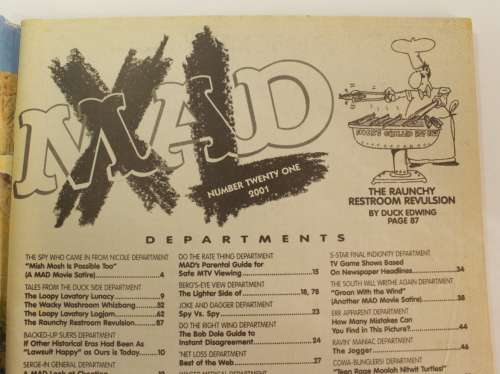 XL
MAD
NUMBER TWENTY ONE
2001
THE RAUNCHY
RESTROOM REVULSION
BY DUCK EDWING
PAGE 87
DEPARTMENTS
THE SPY WHO CAME IN FROM NICOLE DEPARTMENT
"Mish Mosh Is Possible Too"
(A MAD Movie Satire).....4
TALES FROM THE DUCK SIDE DEPARTMENT
The Loopy Lovatory Lunacy.....9
The Wacky Washroom Whizbang.....32
The Loopy Lavatory Logjam.....62
The Raunchy Restroom Revulsion.....87
BACKED-UP SUERS DEPARTMENT
If Other Historical Eras Had Been As
"Lawsuit Happy" as Ours is Today.....10
SERGE-IN GENERAL DEPARTMENT
DO THE RATE THING DEPARTMENT
MAD's Parental Guide for
Safe MTV Viewing.....15
BERG'S-EYE VIEW DEPARTMENT
The Lighter Side of.....18, 78
JOKE AND DAGGER DEPARTMENT
Spy Vs. Spy.....23
DO THE RIGHT WING DEPARTMENT
The Bob Dole Guide to
Instant Disagreement.....24
'NET LOSS DEPARTMENT
Best of the Web.....27
5-STAR FINAL INDIGNITY DEPARTMENT
TV Game Shows Based
On Newspaper Headlines.....34
THE SOUTH WILL WRITHE AGAIN DEPARTMENT
"Groan With the Wind"
(Another MAD Movie Satire).....38
ERR APPARENT DEPARTMENT
How Many Mistakes Can
You Find in This Picture?.....44
RAVIN' MANIAC DEPARTMENT
The Jogger.....46
COWA-BUNGLERS! DEPARTMENT
"Teen Rage Moolah Nitwit Turtles!"